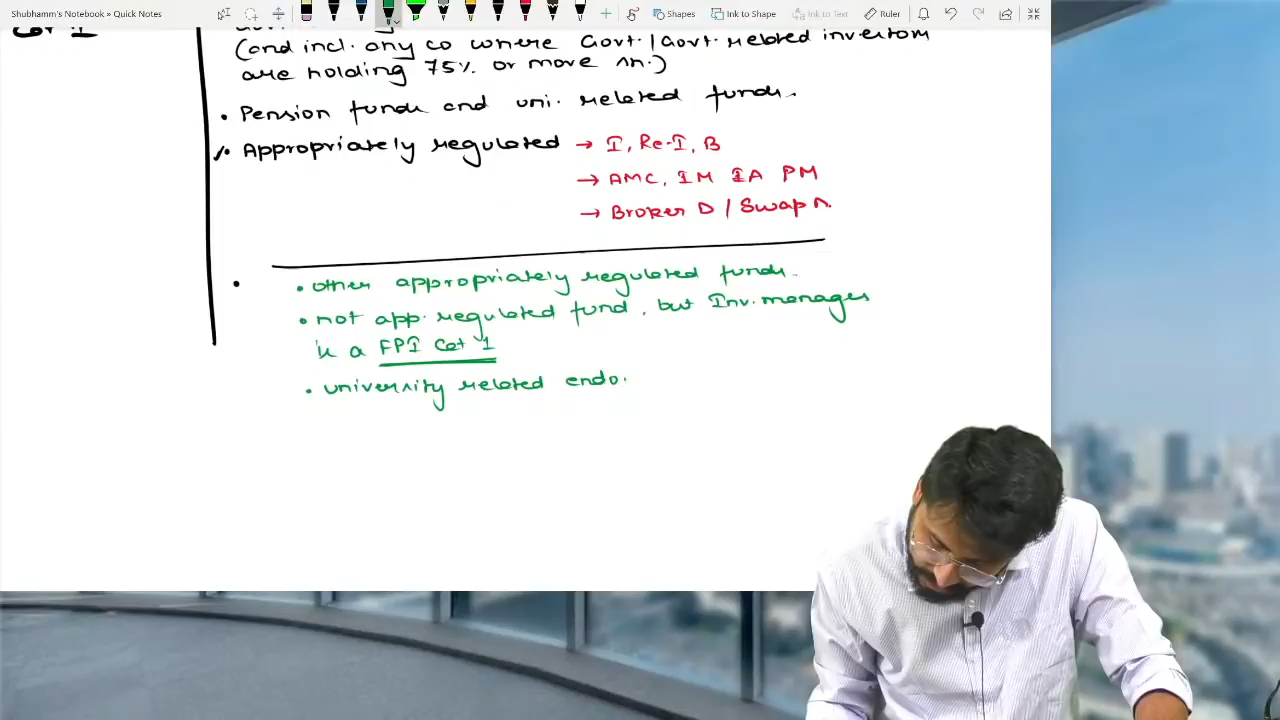 Shubhamm's Notebook » Quick Notes
Shapes Ink to Shape Ink to Text Ruler
Cat I
(and incl. any co where Govt. / Govt. related investors
are holding 75% or more sh.)
• Pension funds and uni. related funds.
• Appropriately regulated → I, Re-I, B
→ AMC, IM IA PM
→ Broker D / Swap
• other appropriately regulated funds.
• not app. regulated fund, but Inv. manages
is a FPI Cat 1
• university related endo.